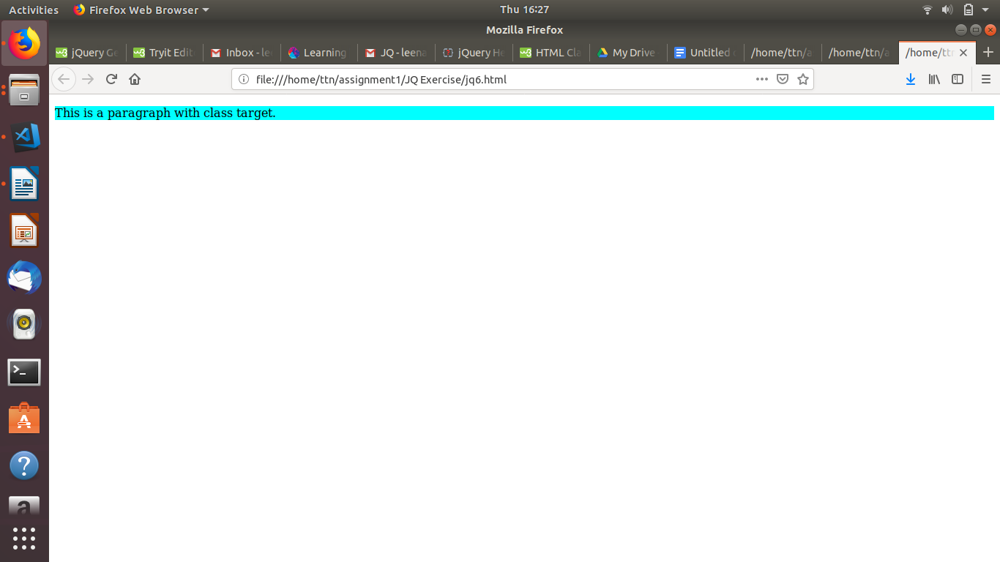 Activities Firefox Web Browser Thu 16:27
Mozilla Firefox
jQuery Ge Tryit Edit Inbox - lee Learning JQ - leena jQuery He HTML Cla My Drive - Untitled /home/ttn/a /home/ttn/a /home/ttn
file:///home/ttn/assignment1/JQ Exercise/jq6.html
This is a paragraph with class target.